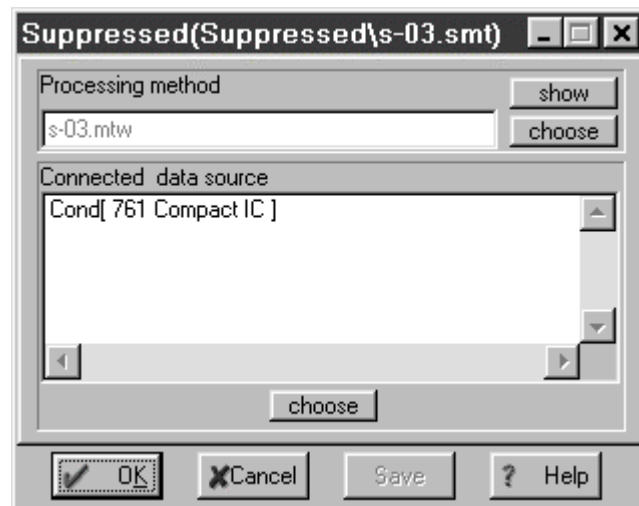 Suppressed(Suppressed\s-03.smt)
Processing method
show
s-03.mtw
choose
Connected data source
Cond[ 761 Compact IC ]
choose
OK
Cancel
Save
? Help